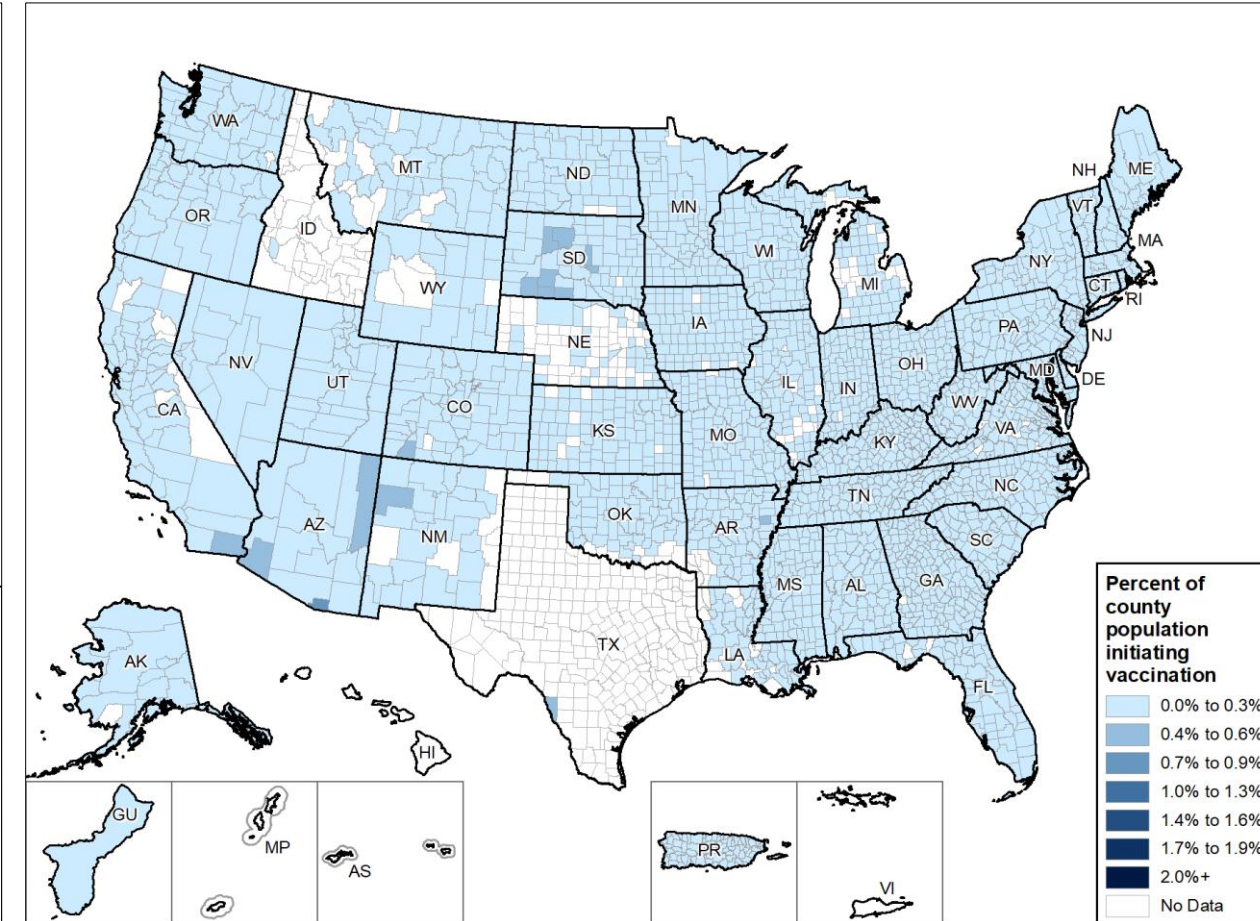 WA
MT
ND
MN
OR
ID
SD
WI
WY
MI
NH
ME
VT
NY
MA
CT
RI
NV
UT
CA
CO
NE
IA
KS
MO
IL
IN
OH
PA
NJ
MD
DE
WV
VA
KY
AZ
NM
OK
AR
TN
NC
SC
MS
AL
GA
TX
LA
FL
AK
HI
GU
MP
AS
PR
VI
Percent of
county
population
initiating
vaccination
0.0% to 0.3%
0.4% to 0.6%
0.7% to 0.9%
1.0% to 1.3%
1.4% to 1.6%
1.7% to 1.9%
2.0%+
No Data